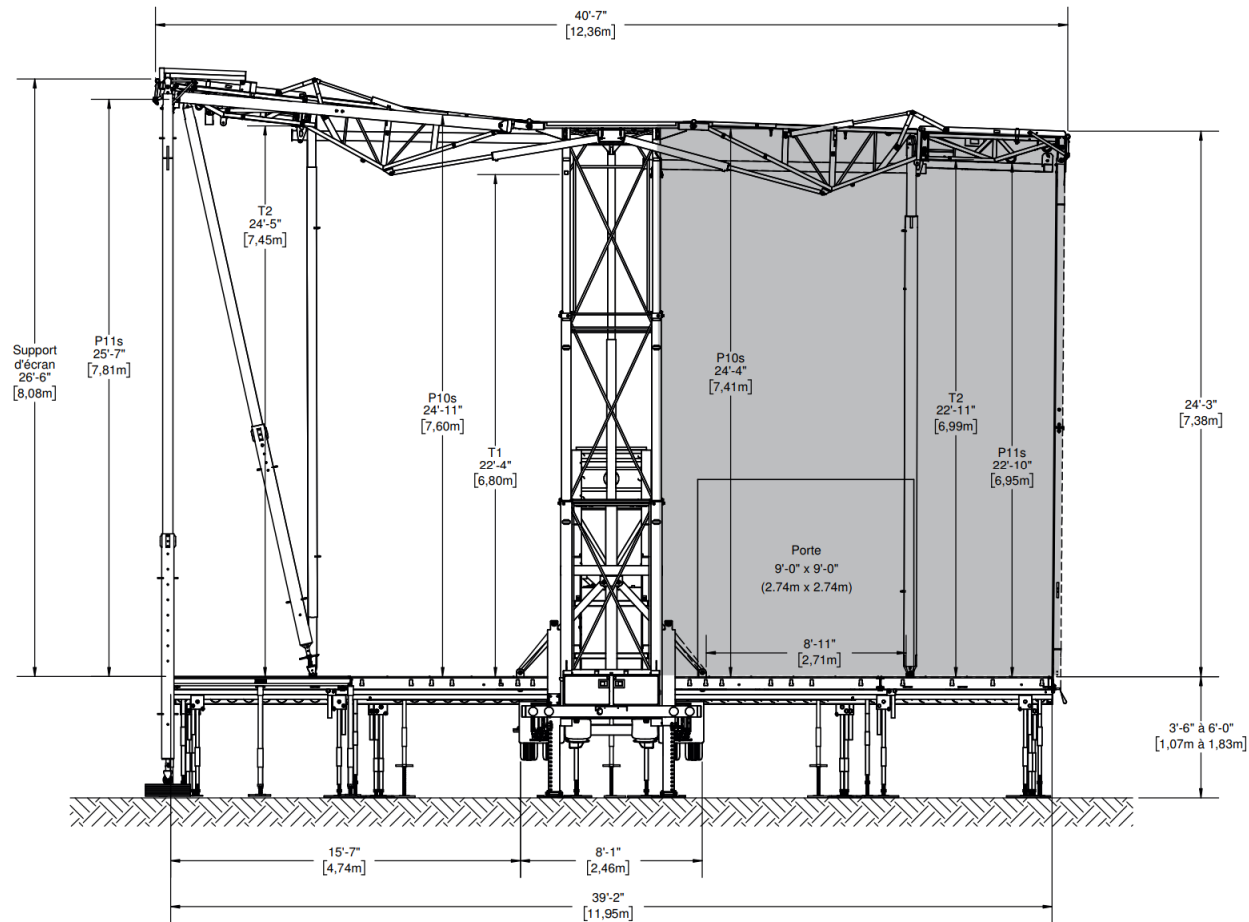 40'-7"
[12,36m]
Support
d'écran
26'-6"
[8,08m]
P11s
25'-7"
[7,81m]
T2
24'-5"
[7,45m]
P10s
24'-11"
[7,60m]
T1
22'-4"
[6,80m]
P10s
24'-4"
[7,41m]
T2
22'-11"
[6,99m]
P11s
22'-10"
[6,95m]
24'-3"
[7,38m]
Porte
9'-0" x 9'-0"
(2.74m x 2.74m)
8'-11"
[2,71m]
3'-6" à 6'-0"
[1,07m à 1,83m]
15'-7"
[4,74m]
8'-1"
[2,46m]
39'-2"
[11,95m]